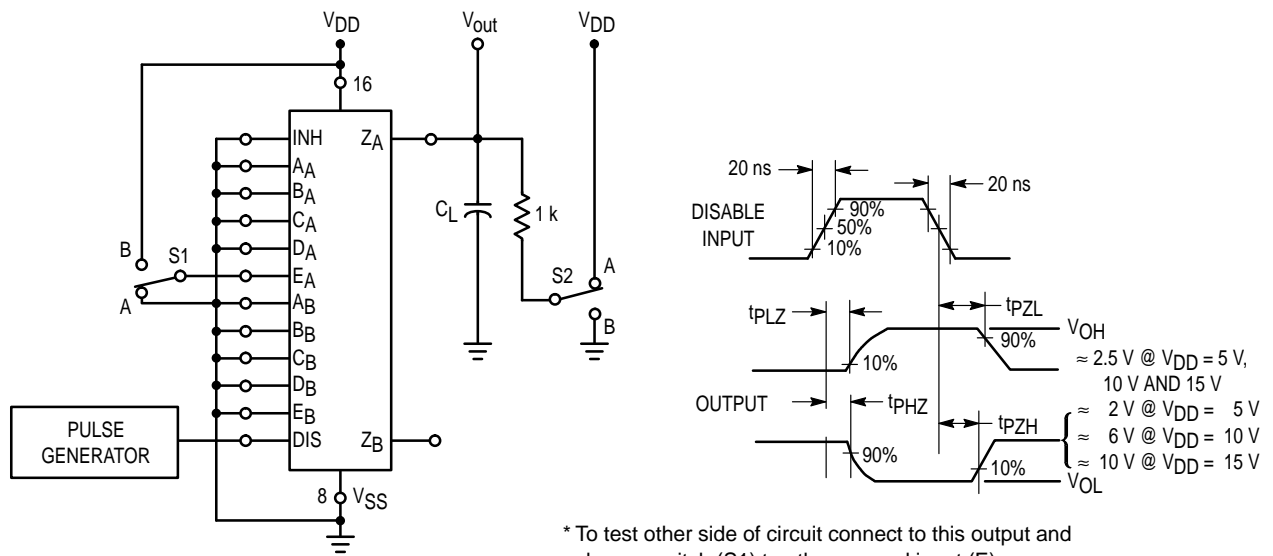 VDD
Vout
VDD
16
INH
ZA
AA
BA
CA
DA
EA
AB
BB
CB
DB
EB
DIS
ZB
B
S1
A
CL
1 k
S2
A
B
PULSE
GENERATOR
8
VSS
20 ns
20 ns
DISABLE
INPUT
90%
50%
10%
tPLZ
tPZL
VOH
90%
10%
≈ 2.5 V @ VDD = 5 V,
10 V AND 15 V
OUTPUT
tPHZ
tPZH
≈ 2 V @ VDD = 5 V
≈ 6 V @ VDD = 10 V
≈ 10 V @ VDD = 15 V
90%
10%
VOL
* To test other side of circuit connect to this output and